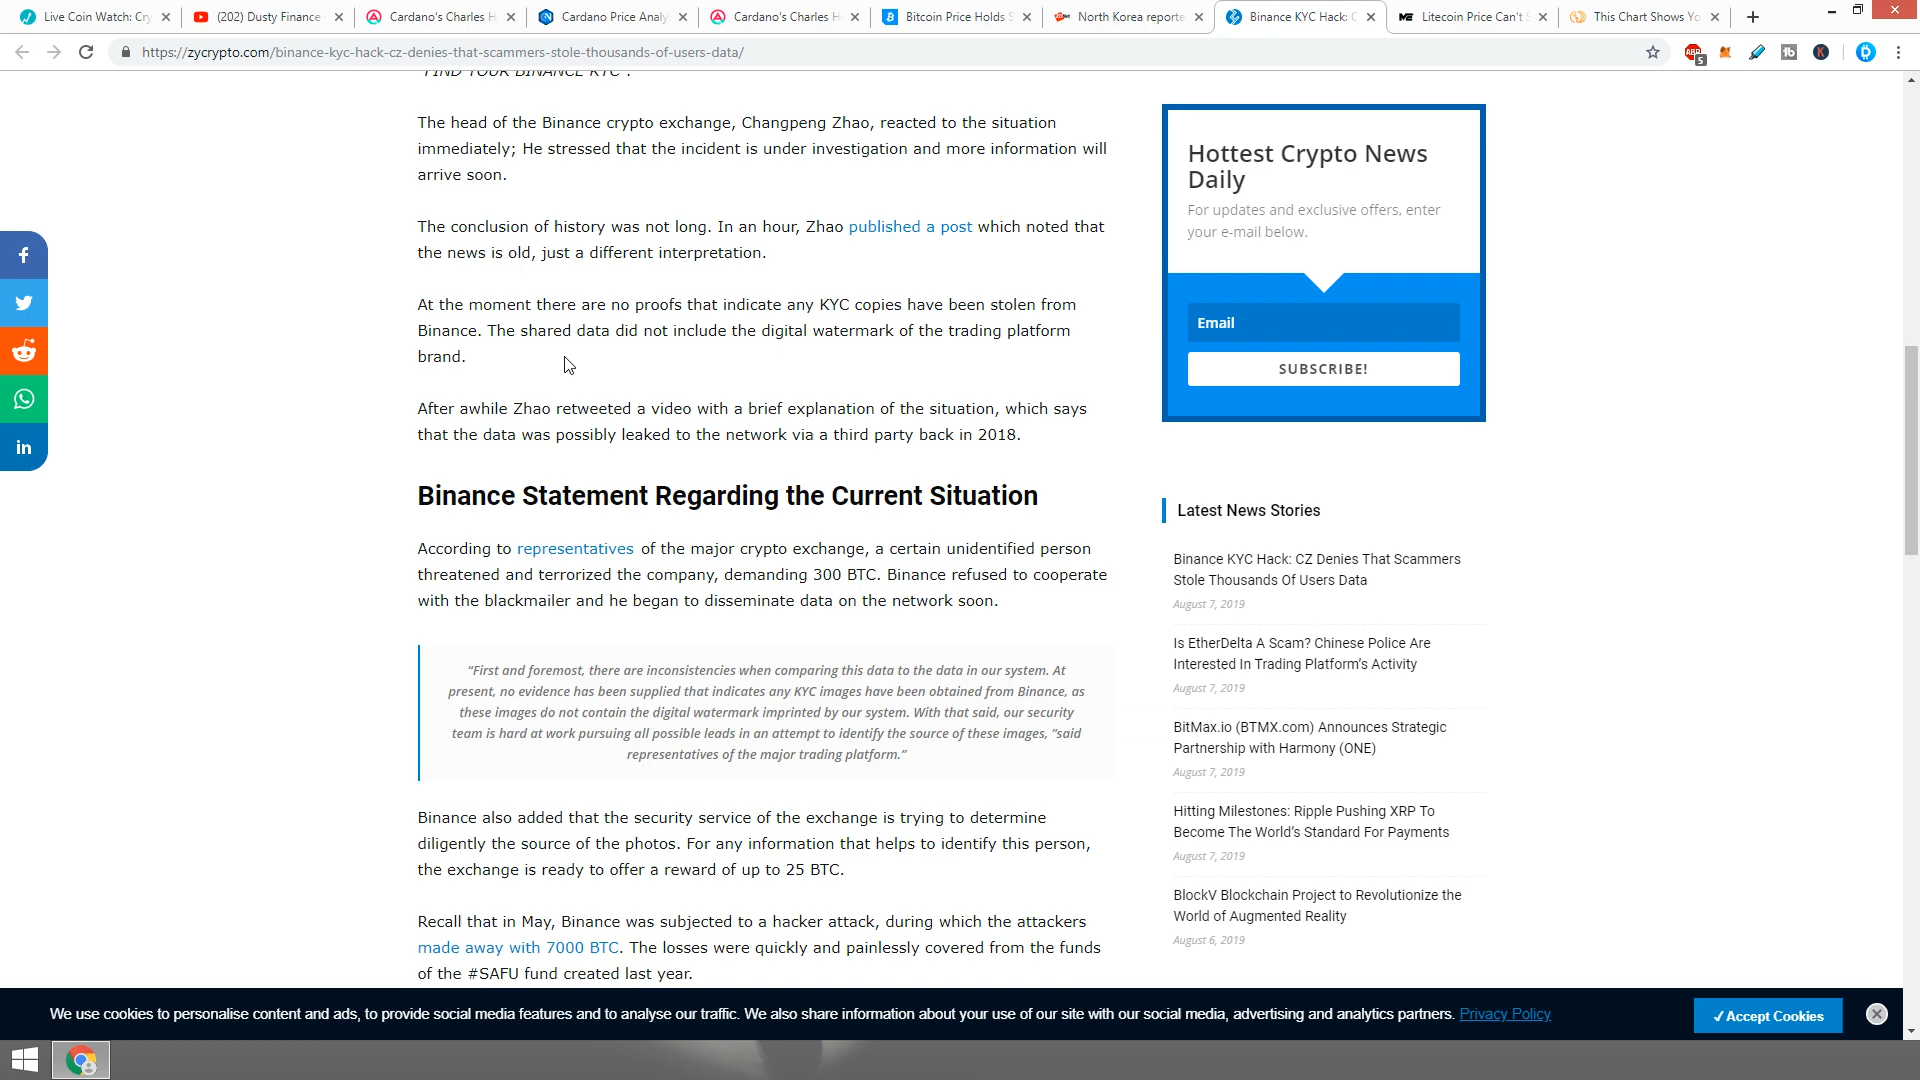 Live Coin Watch: Cry
(202) Dusty Finance
Cardano's Charles H
Cardano Price Analy
Cardano's Charles H
Bitcoin Price Holds S
North Korea reporte
Binance KYC Hack: C
Litecoin Price Can't S
This Chart Shows Yo
https://zycrypto.com/binance-kyc-hack-cz-denies-that-scammers-stole-thousands-of-users-data/
ABP
5
"FIND YOUR BINANCE KYC".
The head of the Binance crypto exchange, Changpeng Zhao, reacted to the situation
immediately; He stressed that the incident is under investigation and more information will
arrive soon.
The conclusion of history was not long. In an hour, Zhao published a post which noted that
the news is old, just a different interpretation.
At the moment there are no proofs that indicate any KYC copies have been stolen from
Binance. The shared data did not include the digital watermark of the trading platform
brand.
After awhile Zhao retweeted a video with a brief explanation of the situation, which says
that the data was possibly leaked to the network via a third party back in 2018.
Binance Statement Regarding the Current Situation
According to representatives of the major crypto exchange, a certain unidentified person
threatened and terrorized the company, demanding 300 BTC. Binance refused to cooperate
with the blackmailer and he began to disseminate data on the network soon.
“First and foremost, there are inconsistencies when comparing this data to the data in our system. At
present, no evidence has been supplied that indicates any KYC images have been obtained from Binance, as
these images do not contain the digital watermark imprinted by our system. With that said, our security
team is hard at work pursuing all possible leads in an attempt to identify the source of these images, ”said
representatives of the major trading platform.”
Binance also added that the security service of the exchange is trying to determine
diligently the source of the photos. For any information that helps to identify this person,
the exchange is ready to offer a reward of up to 25 BTC.
Recall that in May, Binance was subjected to a hacker attack, during which the attackers
made away with 7000 BTC. The losses were quickly and painlessly covered from the funds
of the #SAFU fund created last year.
Hottest Crypto News
Daily
For updates and exclusive offers, enter
your e-mail below.
Email
SUBSCRIBE!
Latest News Stories
Binance KYC Hack: CZ Denies That Scammers
Stole Thousands Of Users Data
August 7, 2019
Is EtherDelta A Scam? Chinese Police Are
Interested In Trading Platform’s Activity
August 7, 2019
BitMax.io (BTMX.com) Announces Strategic
Partnership with Harmony (ONE)
August 7, 2019
Hitting Milestones: Ripple Pushing XRP To
Become The World’s Standard For Payments
August 7, 2019
BlockV Blockchain Project to Revolutionize the
World of Augmented Reality
August 6, 2019
We use cookies to personalise content and ads, to provide social media features and to analyse our traffic. We also share information about your use of our site with our social media, advertising and analytics partners. Privacy Policy
✓Accept Cookies